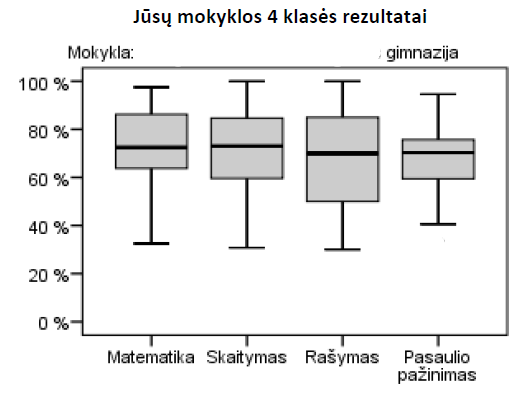 Jūsų mokyklos 4 klasės rezultatai
Mokykla: gimnazija
100 %
80 %
60 %
40 %
20 %
0 %
Matematika Skaitymas Rašymas Pasaulio pažinimas